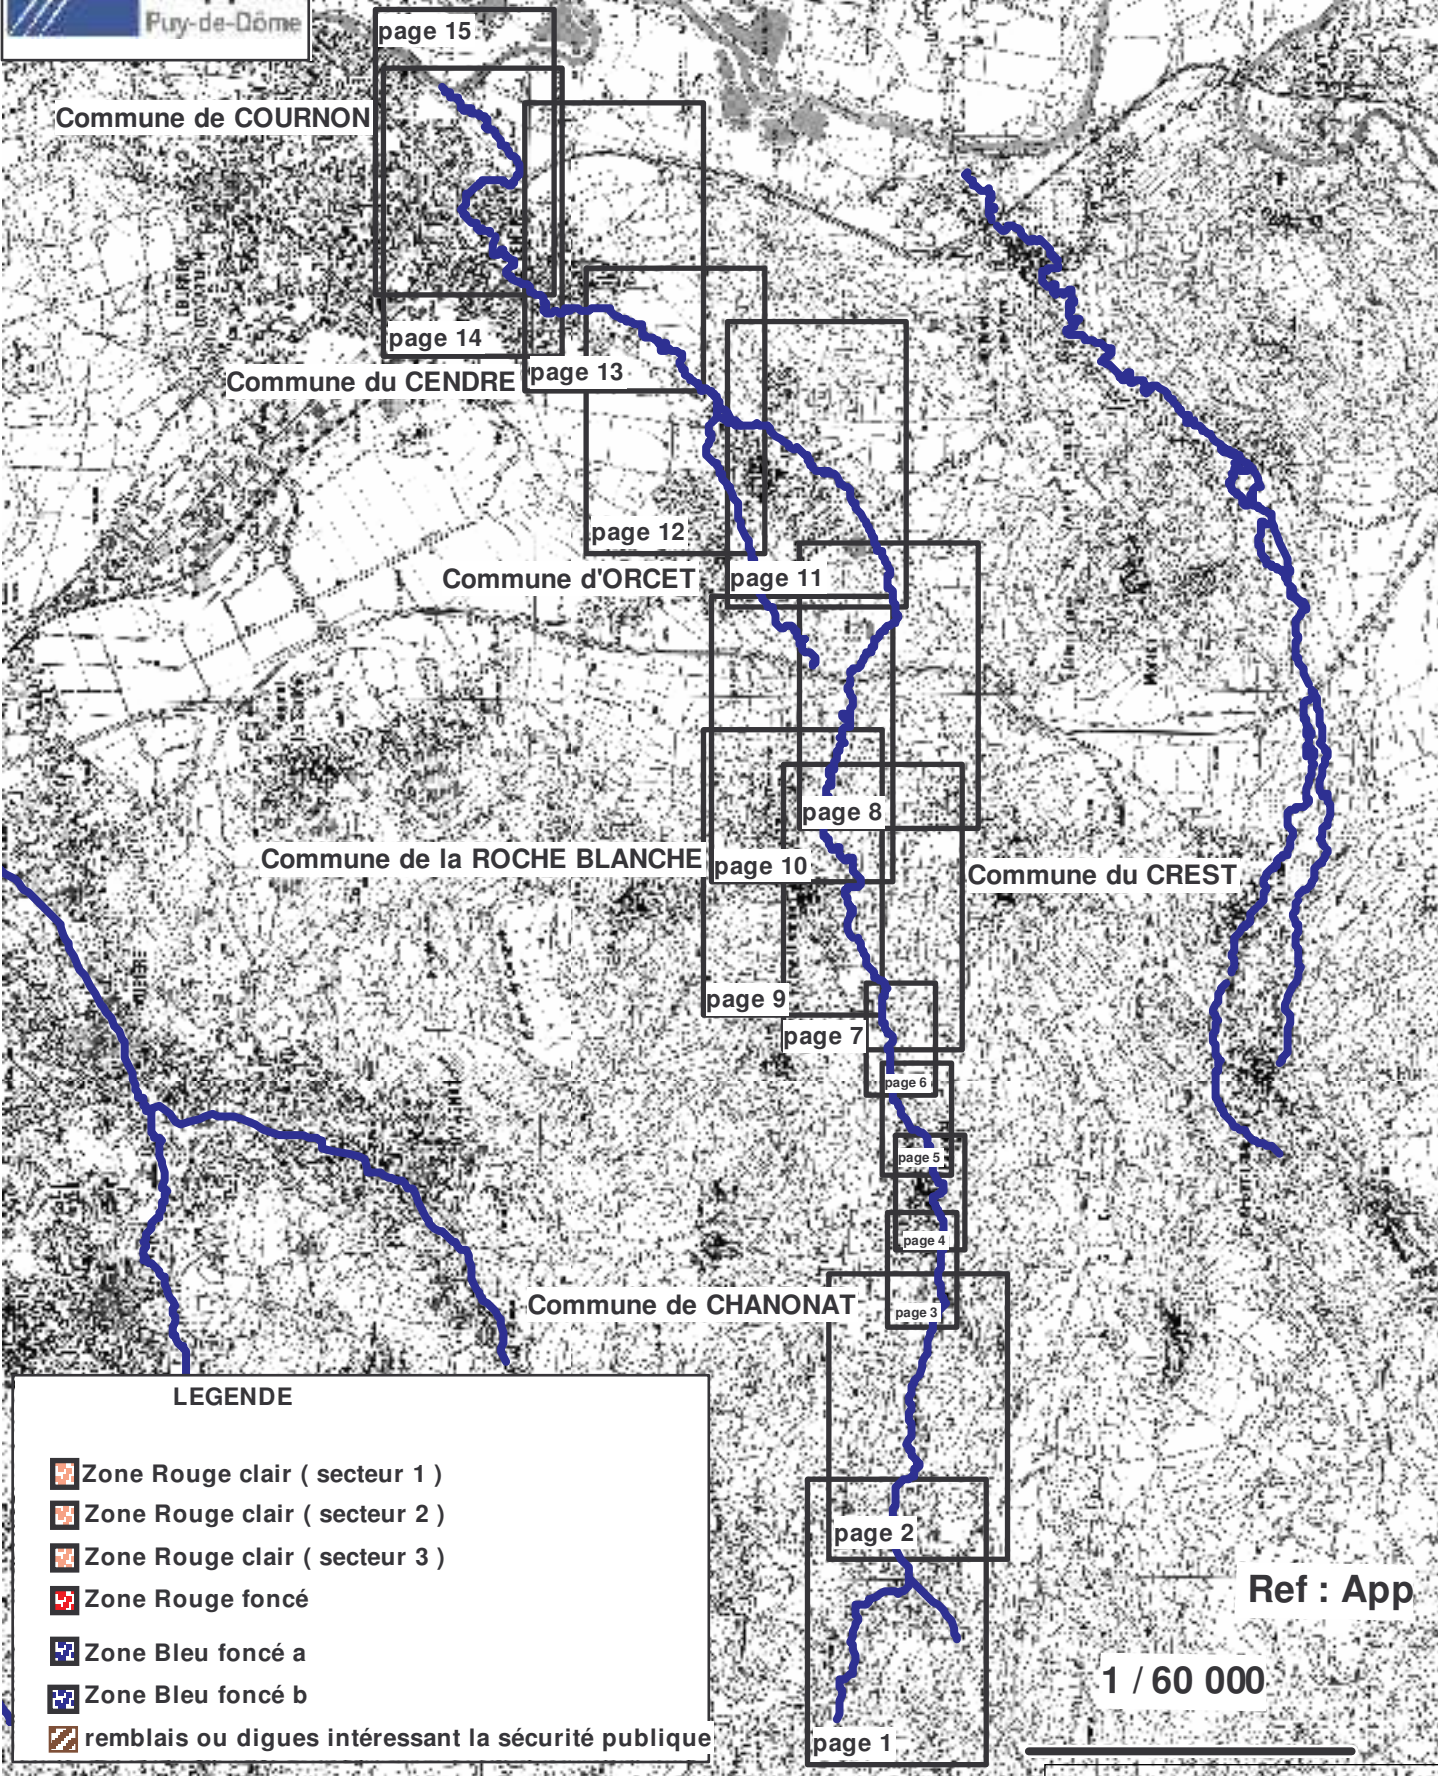 Puy-de-Dôme
page 15
Commune de COURNON
page 14
Commune du CENDRE
page 13
page 12
Commune d'ORCET
page 11
page 8
Commune de la ROCHE BLANCHE
page 10
Commune du CREST
page 9
page 7
page 6
page 5
page 4
Commune de CHANONAT
page 3
LEGENDE
Zone Rouge clair ( secteur 1 )
Zone Rouge clair ( secteur 2 )
Zone Rouge clair ( secteur 3 )
Zone Rouge foncé
Zone Bleu foncé a
Zone Bleu foncé b
remblais ou digues intéressant la sécurité publique
page 2
Ref : App
1 / 60 000
page 1